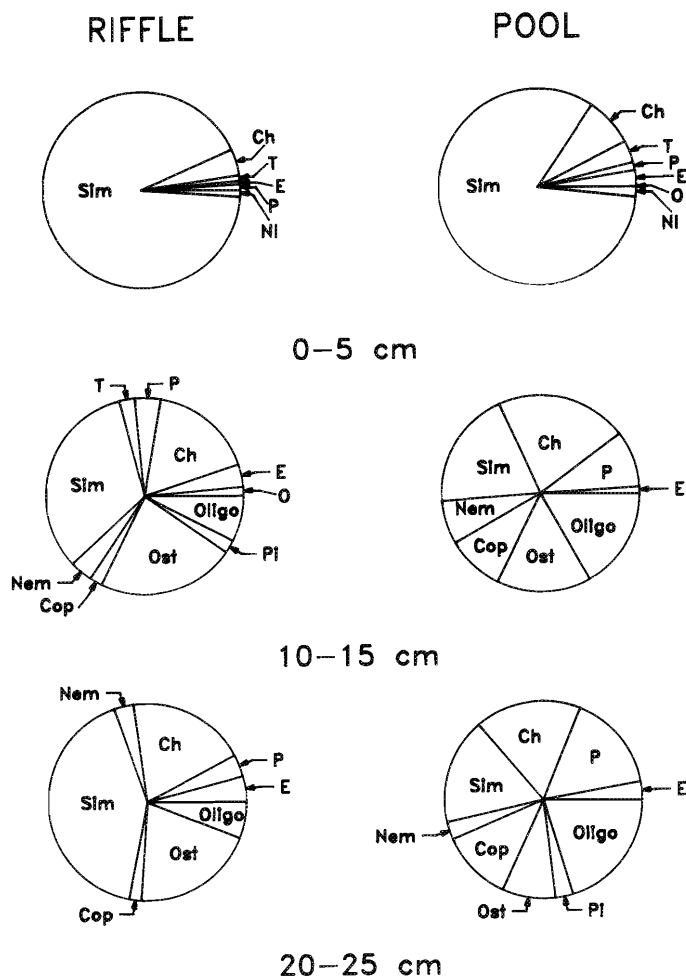 RIFFLE POOL
Ch
T
E
P
NI
Sim
Ch
T
P
E
O
NI
Sim
0–5 cm
T P
Ch
E
O
Oligo
PI
Ost
Cop
Nem
Sim
Ch
P
E
Oligo
Ost
Cop
Nem
Sim
10–15 cm
Nem
Ch
P
E
Oligo
Ost
Cop
Sim
Ch
P
E
Oligo
PI
Ost
Cop
Nem
Sim
20–25 cm